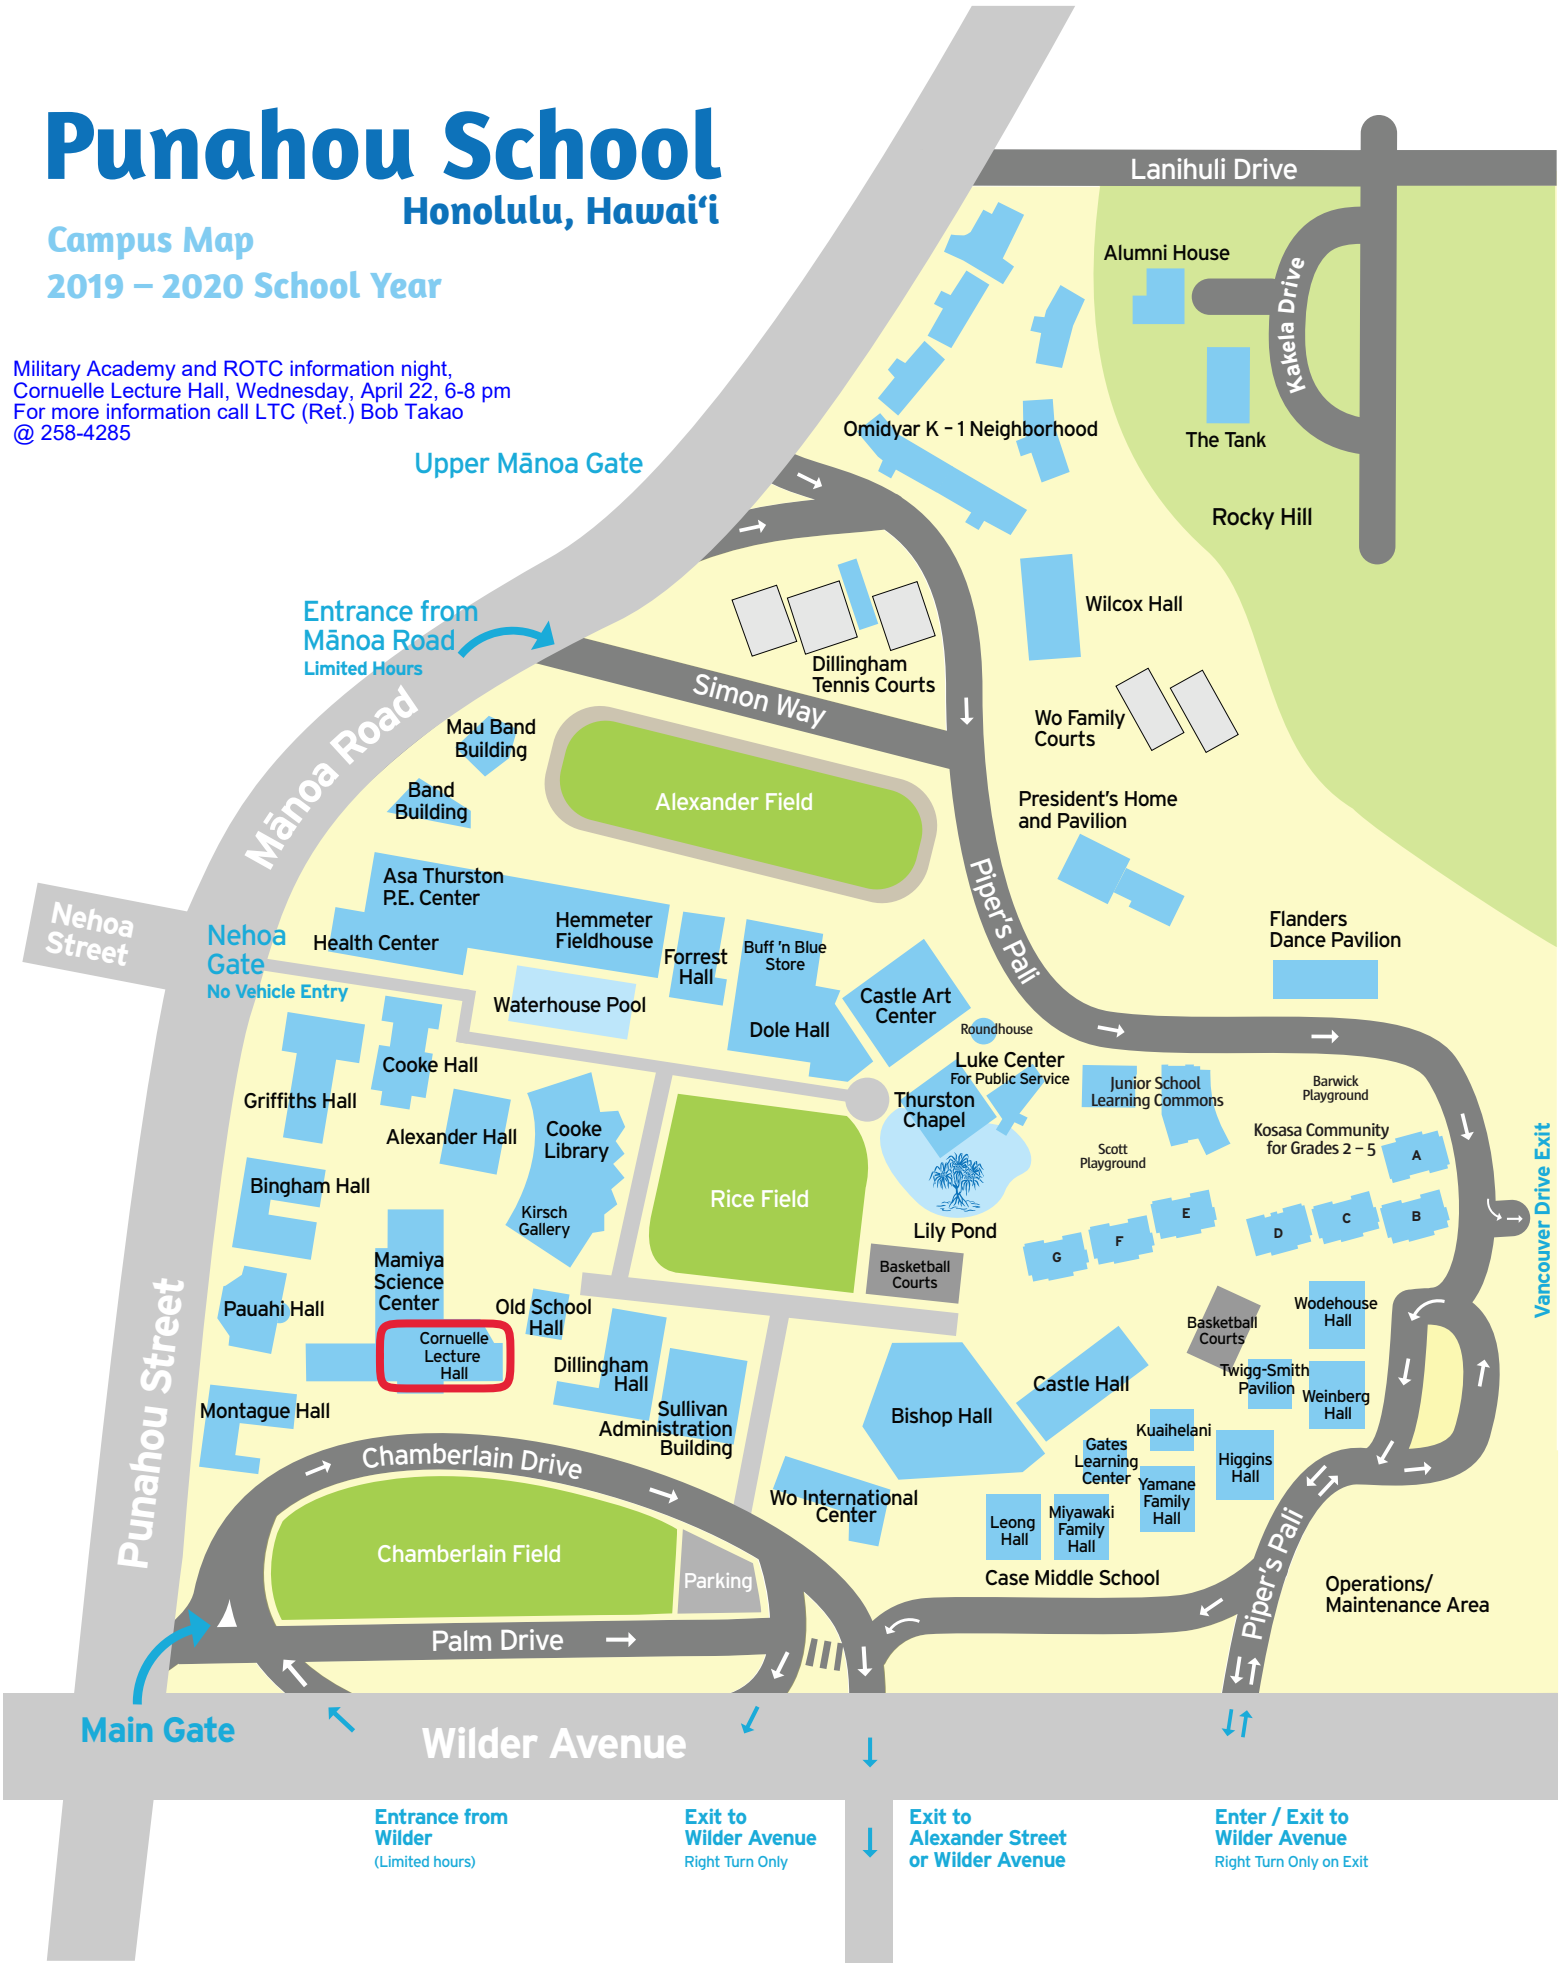 Punahou School
Honolulu, Hawai‘i
Campus Map
2019 – 2020 School Year
Military Academy and ROTC information night,
Cornuelle Lecture Hall, Wednesday, April 22, 6-8 pm
For more information call LTC (Ret.) Bob Takao
@ 258-4285
Lanihuli Drive
Alumni House
Kakela Drive
The Tank
Rocky Hill
Omidyar K – 1 Neighborhood
Upper Mānoa Gate
Entrance from
Mānoa Road
Limited Hours
Wilcox Hall
Dillingham
Tennis Courts
Simon Way
Mānoa Road
Wo Family
Courts
Mau Band
Building
Band
Building
Alexander Field
President’s Home
and Pavilion
Piper’s Pali
Asa Thurston
P.E. Center
Health Center
Hemmeter
Fieldhouse
Forrest
Hall
Buff ’n Blue
Store
Nehoa
Street
Nehoa
Gate
No Vehicle Entry
Flanders
Dance Pavilion
Waterhouse Pool
Dole Hall
Castle Art
Center
Roundhouse
Luke Center
For Public Service
Thurston
Chapel
Cooke Hall
Griffiths Hall
Alexander Hall
Cooke
Library
Kirsch
Gallery
Junior School
Learning Commons
Barwick
Playground
Kosasa Community
for Grades 2 – 5
Scott
Playground
A
B
C
D
E
F
G
Vancouver Drive Exit
Bingham Hall
Rice Field
Lily Pond
Basketball
Courts
Mamiya
Science
Center
Pauahi Hall
Old School
Hall
Cornuelle
Lecture
Hall
Dillingham
Hall
Sullivan
Administration
Building
Montague Hall
Punahou Street
Basketball
Courts
Wodehouse
Hall
Twigg-Smith
Pavilion
Weinberg
Hall
Castle Hall
Bishop Hall
Kuaihelani
Gates
Learning
Center
Higgins
Hall
Yamane
Family
Hall
Leong
Hall
Miyawaki
Family
Hall
Case Middle School
Wo International
Center
Chamberlain Drive
Chamberlain Field
Parking
Palm Drive
Piper’s Pali
Operations/
Maintenance Area
Main Gate
Wilder Avenue
Entrance from
Wilder
(Limited hours)
Exit to
Wilder Avenue
Right Turn Only
Exit to
Alexander Street
or Wilder Avenue
Enter / Exit to
Wilder Avenue
Right Turn Only on Exit